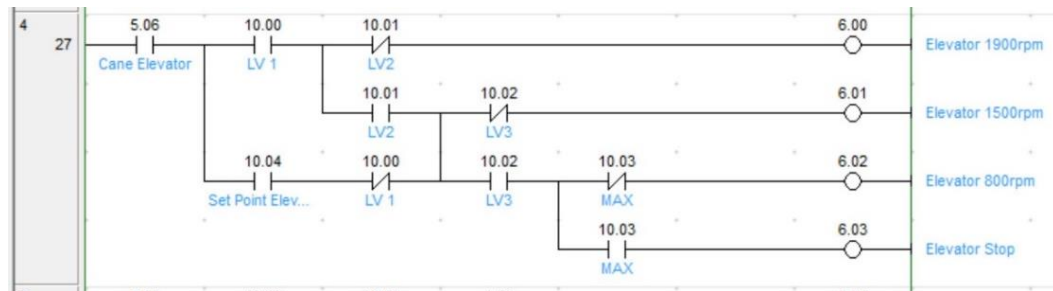 4
5.06 10.00 10.01 6.00
27
Elevator 1900rpm
Cane Elevator LV 1 LV2
10.01 10.02 6.01
Elevator 1500rpm
LV2 LV3
10.04 10.00 10.02 10.03 6.02
Elevator 800rpm
Set Point Elev... LV 1 LV3 MAX
10.03 6.03
Elevator Stop
MAX